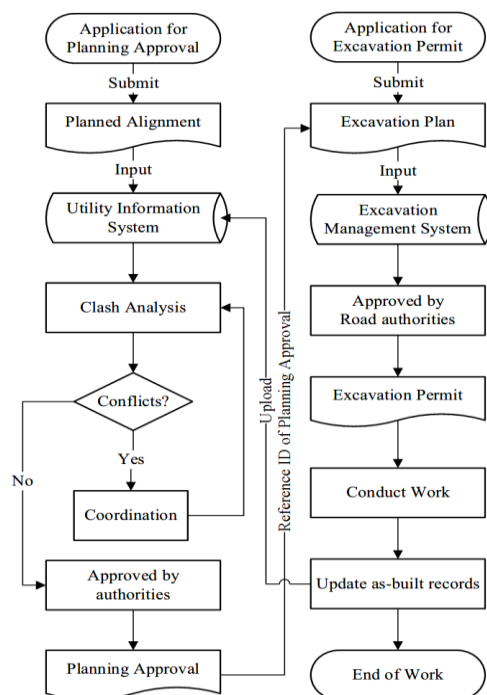 Application for
Planning Approval
Submit
Planned Alignment
Input
Utility Information
System
Clash Analysis
Conflicts?
Yes
No
Coordination
Approved by
authorities
Planning Approval
Reference ID of Planning Approval
Upload
Application for
Excavation Permit
Submit
Excavation Plan
Input
Excavation
Management System
Approved by
Road authorities
Excavation Permit
Conduct Work
Update as-built records
End of Work